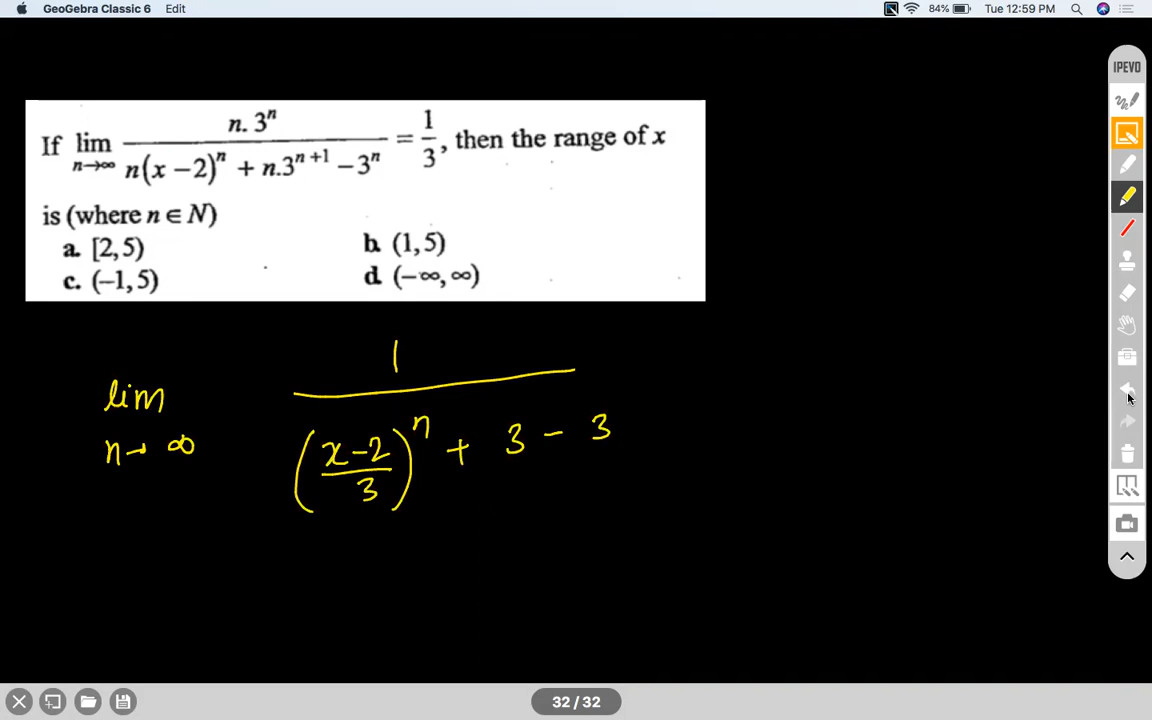 GeoGebra Classic 6 Edit 84% Tue 12:59 PM
IPEVO
If lim n→∞ n. 3^n / n(x – 2)^n + n.3^{n+1} – 3^n = 1/3, then the range of x
is (where n ∈ N)
a. [2, 5) b. (1, 5)
c. (–1, 5) d. (–∞, ∞)
lim n→∞ 1 / ((x – 2)/3)^n + 3 – 3
32 / 32